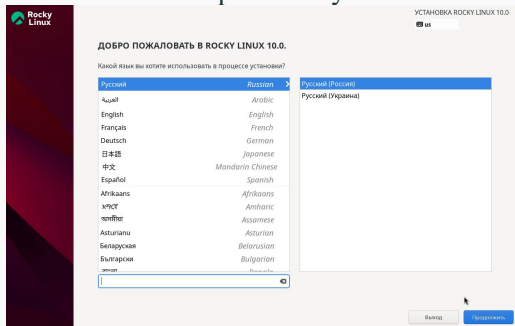 Rocky
Linux
УСТАНОВКА ROCKY LINUX 10.0
us
ДОБРО ПОЖАЛОВАТЬ В ROCKY LINUX 10.0.
Какой язык вы хотите использовать в процессе установки?
Русский Russian
العربية Arabic
English English
Français French
Deutsch German
日本語 Japanese
中文 Mandarin Chinese
Español Spanish
Afrikaans Afrikaans
አማርኛ Amharic
অসমীয়া Assamese
Asturianu Asturian
Беларуская Belarusian
Български Bulgarian
Русский (Россия)
Русский (Украина)
Выход
Продолжить